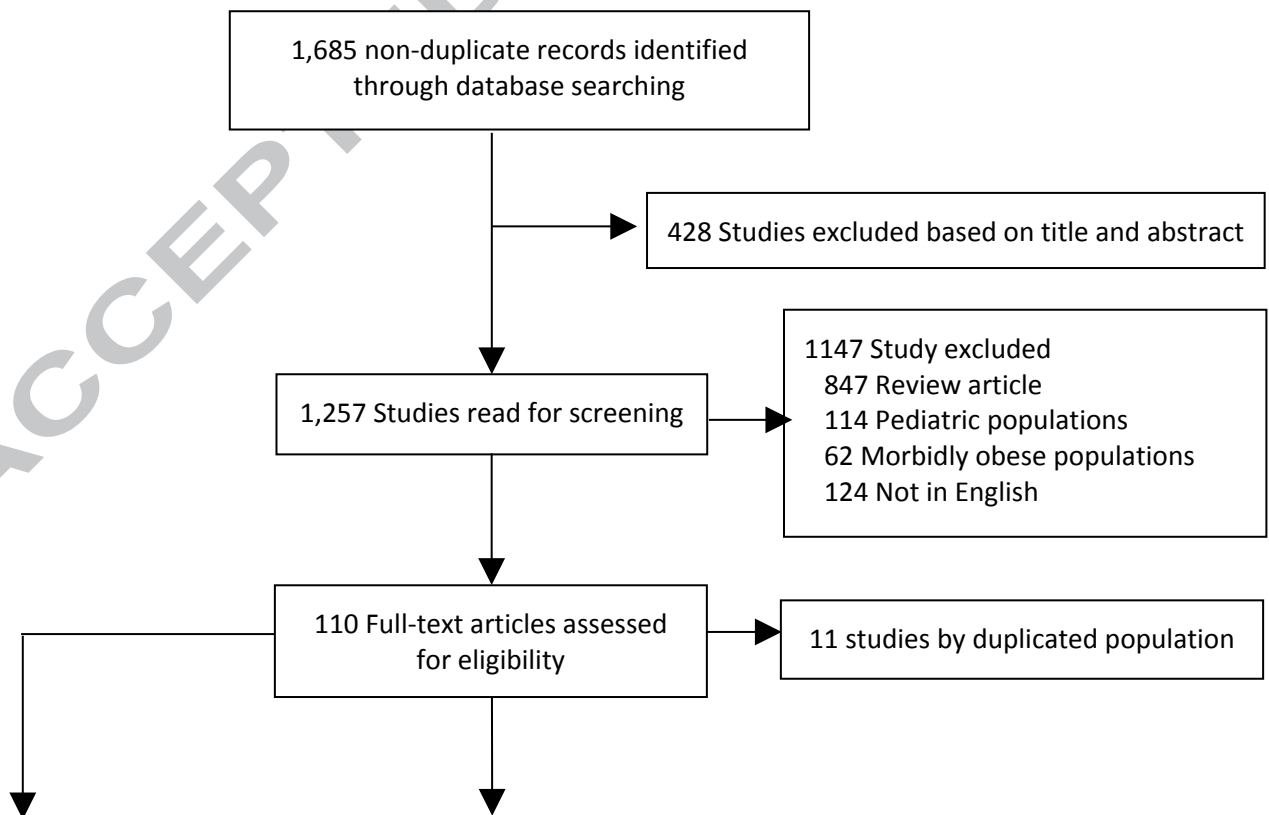 1,685 non-duplicate records identified
through database searching
428 Studies excluded based on title and abstract
1147 Study excluded
847 Review article
114 Pediatric populations
62 Morbidly obese populations
124 Not in English
1,257 Studies read for screening
110 Full-text articles assessed
for eligibility
11 studies by duplicated population